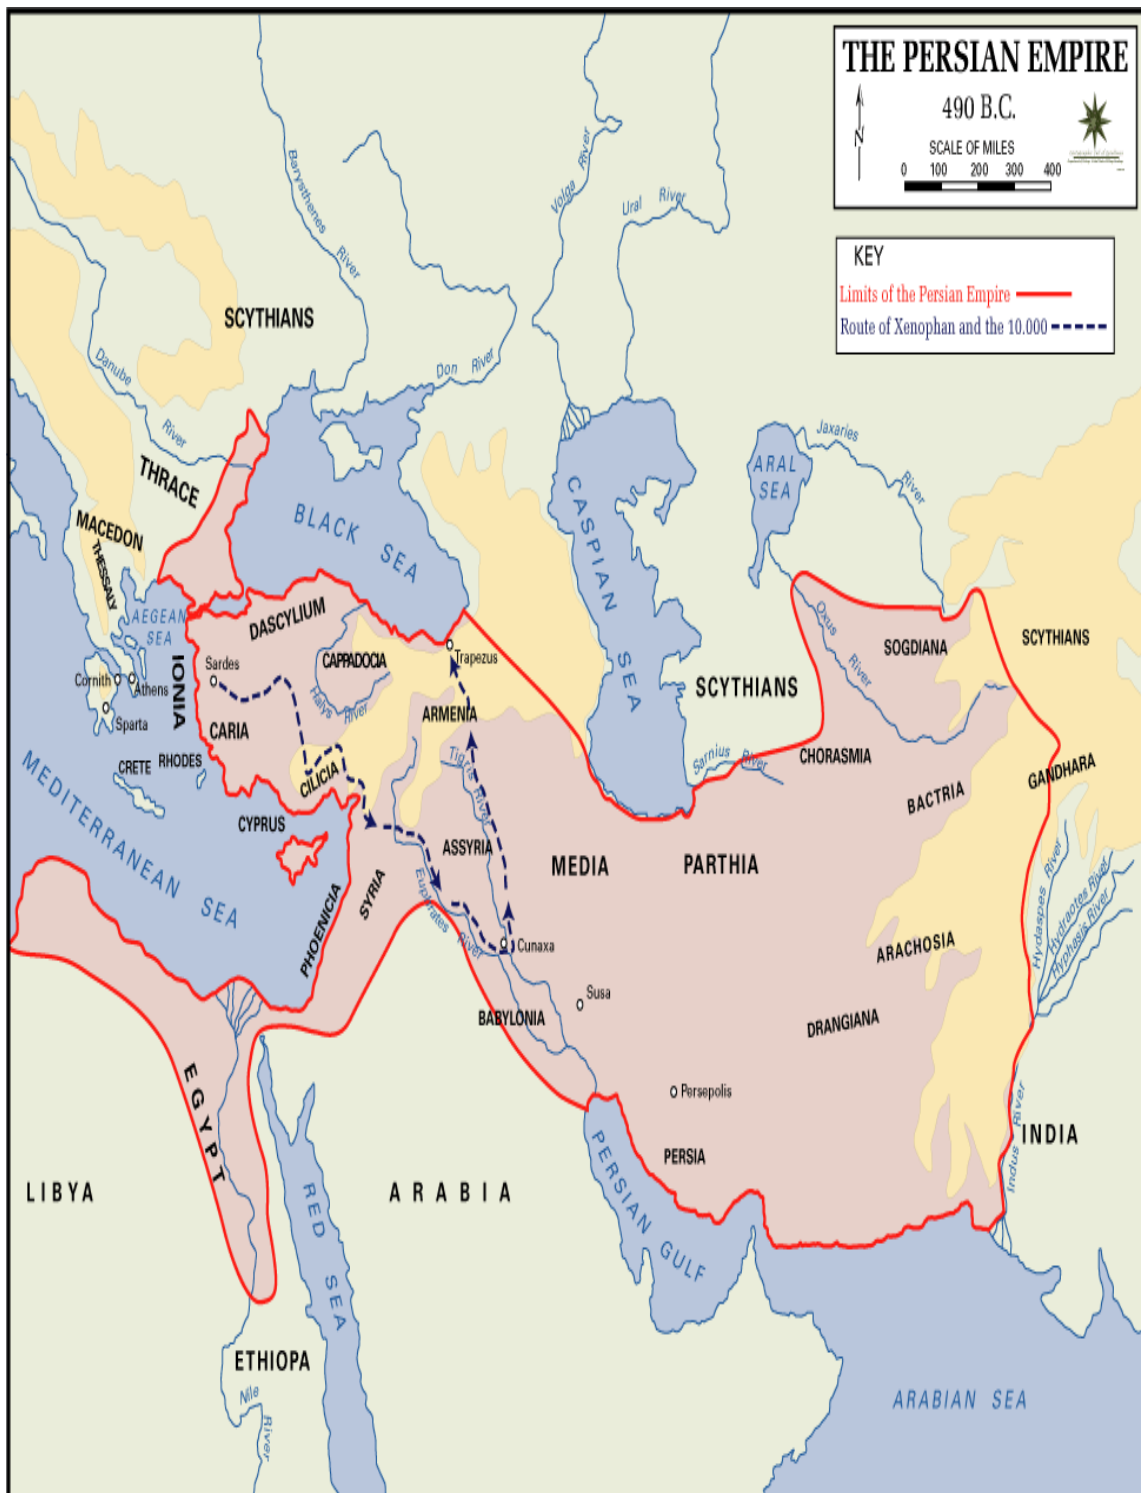 THE PERSIAN EMPIRE
490 B.C.
N
SCALE OF MILES
0 100 200 300 400
KEY
Limits of the Persian Empire
Route of Xenophan and the 10.000
Barysthenes River
Volga River
Ural River
SCYTHIANS
Danube River
Don River
Jaxaries River
ARAL SEA
THRACE
BLACK SEA
CASPIAN SEA
MACEDON
THESSALY
AEGEAN SEA
DASCYLIUM
CAPPADOCIA
Halys River
Trapezus
Oxus River
SOGDIANA
SCYTHIANS
IONIA
Sardes
Cornith
Athens
Sparta
SCYTHIANS
ARMENIA
CARIA
RHODES
CRETE
CILICIA
Tigris River
Sarnius River
CHORASMIA
BACTRIA
GANDHARA
MEDITERRANEAN SEA
CYPRUS
ASSYRIA
MEDIA
PARTHIA
PHOENICIA
SYRIA
Euphrates River
Cunaxa
ARACHOSIA
Hydaspes River
Hydraotes River
Hyphasis River
Susa
BABYLONIA
DRANGIANA
EGYPT
Persepolis
PERSIA
Indus River
INDIA
LIBYA
ARABIA
RED SEA
PERSIAN GULF
ETHIOPA
Nile River
ARABIAN SEA